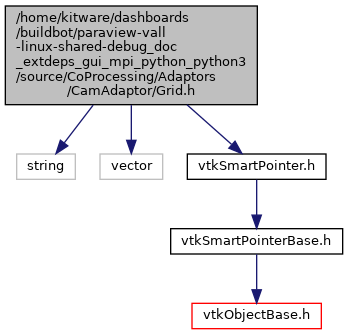 /home/kitware/dashboards
/buildbot/paraview-vall
-linux-shared-debug_doc
_extdeps_gui_mpi_python_python3
/source/CoProcessing/Adaptors
/CamAdaptor/Grid.h
string
vector
vtkSmartPointer.h
vtkSmartPointerBase.h
vtkObjectBase.h